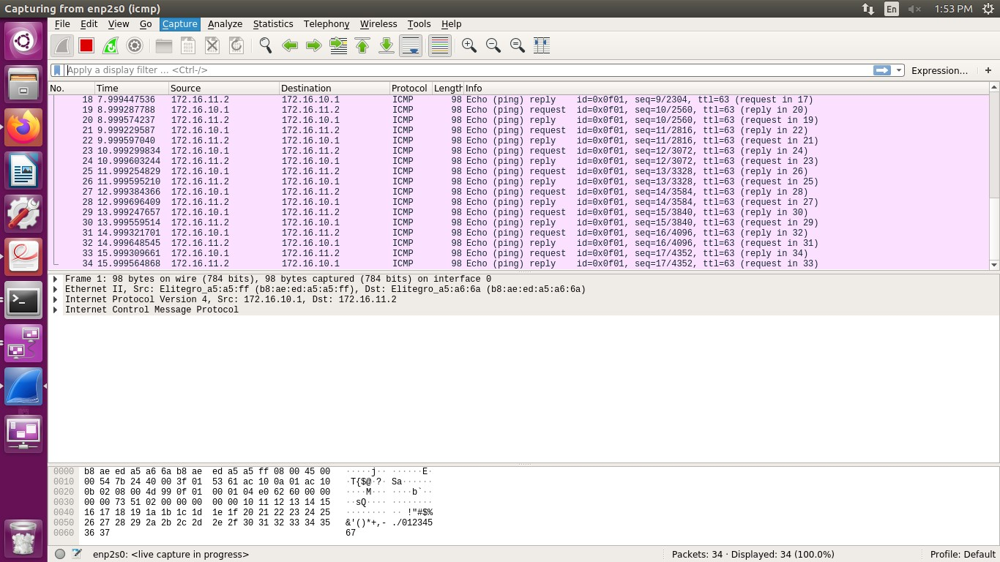 Capturing from enp2s0 (icmp) En 1:53 PM
File Edit View Go Capture Analyze Statistics Telephony Wireless Tools Help
Apply a display filter ... <Ctrl-/> Expression... +
No. Time Source Destination Protocol Length Info
18 7.999447536 172.16.11.2 172.16.10.1 ICMP 98 Echo (ping) reply id=0x0f01, seq=9/2304, ttl=63 (request in 17)
19 8.999287788 172.16.10.1 172.16.11.2 ICMP 98 Echo (ping) request id=0x0f01, seq=10/2560, ttl=63 (reply in 20)
20 8.999574237 172.16.11.2 172.16.10.1 ICMP 98 Echo (ping) reply id=0x0f01, seq=10/2560, ttl=63 (request in 19)
21 9.999229587 172.16.10.1 172.16.11.2 ICMP 98 Echo (ping) request id=0x0f01, seq=11/2816, ttl=63 (reply in 22)
22 9.999597040 172.16.11.2 172.16.10.1 ICMP 98 Echo (ping) reply id=0x0f01, seq=11/2816, ttl=63 (request in 21)
23 10.999299834 172.16.10.1 172.16.11.2 ICMP 98 Echo (ping) request id=0x0f01, seq=12/3072, ttl=63 (reply in 24)
24 10.999603244 172.16.11.2 172.16.10.1 ICMP 98 Echo (ping) reply id=0x0f01, seq=12/3072, ttl=63 (request in 23)
25 11.999254829 172.16.10.1 172.16.11.2 ICMP 98 Echo (ping) request id=0x0f01, seq=13/3328, ttl=63 (reply in 26)
26 11.999595210 172.16.11.2 172.16.10.1 ICMP 98 Echo (ping) reply id=0x0f01, seq=13/3328, ttl=63 (request in 25)
27 12.999384366 172.16.10.1 172.16.11.2 ICMP 98 Echo (ping) request id=0x0f01, seq=14/3584, ttl=63 (reply in 28)
28 12.999696409 172.16.11.2 172.16.10.1 ICMP 98 Echo (ping) reply id=0x0f01, seq=14/3584, ttl=63 (request in 27)
29 13.999247657 172.16.10.1 172.16.11.2 ICMP 98 Echo (ping) request id=0x0f01, seq=15/3840, ttl=63 (reply in 30)
30 13.999559514 172.16.11.2 172.16.10.1 ICMP 98 Echo (ping) reply id=0x0f01, seq=15/3840, ttl=63 (request in 29)
31 14.999321701 172.16.10.1 172.16.11.2 ICMP 98 Echo (ping) request id=0x0f01, seq=16/4096, ttl=63 (reply in 32)
32 14.999648545 172.16.11.2 172.16.10.1 ICMP 98 Echo (ping) reply id=0x0f01, seq=16/4096, ttl=63 (request in 31)
33 15.999309661 172.16.10.1 172.16.11.2 ICMP 98 Echo (ping) request id=0x0f01, seq=17/4352, ttl=63 (reply in 34)
34 15.999564868 172.16.11.2 172.16.10.1 ICMP 98 Echo (ping) reply id=0x0f01, seq=17/4352, ttl=63 (request in 33)
Frame 1: 98 bytes on wire (784 bits), 98 bytes captured (784 bits) on interface 0
Ethernet II, Src: Elitegro_a5:a5:ff (b8:ae:ed:a5:a5:ff), Dst: Elitegro_a5:a6:6a (b8:ae:ed:a5:a6:6a)
Internet Protocol Version 4, Src: 172.16.10.1, Dst: 172.16.11.2
Internet Control Message Protocol
0000 b8 ae ed a5 a6 6a b8 ae ed a5 a5 ff 08 00 45 00 ·····j·· ······E·
0010 00 54 7b 24 40 00 3f 01 53 61 ac 10 0a 01 ac 10 ·T{$@·?· Sa······
0020 0b 02 08 00 4d 99 0f 01 00 01 04 e0 62 60 00 00 ····M··· ····b`··
0030 00 00 73 51 02 00 00 00 00 00 10 11 12 13 14 15 ··sQ···· ········
0040 16 17 18 19 1a 1b 1c 1d 1e 1f 20 21 22 23 24 25 ········ ·· !"#$%
0050 26 27 28 29 2a 2b 2c 2d 2e 2f 30 31 32 33 34 35 &'()*+,- ./012345
0060 36 37 67
enp2s0: <live capture in progress> Packets: 34 · Displayed: 34 (100.0%) Profile: Default